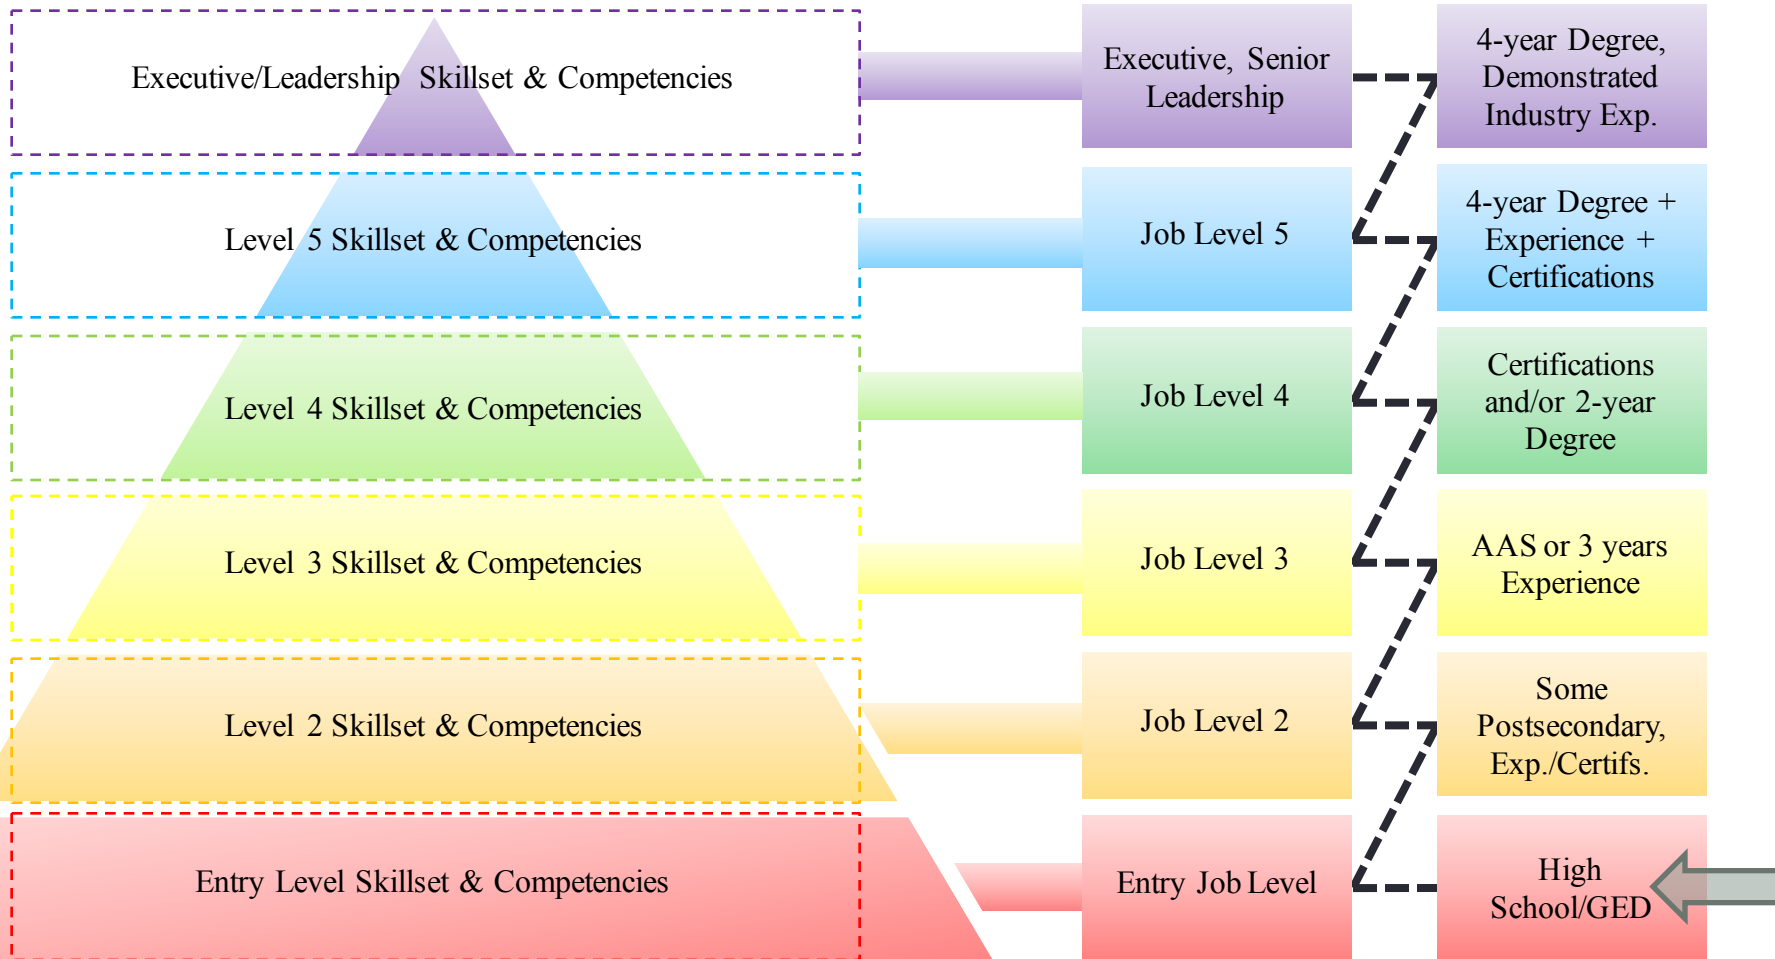 Executive/Leadership Skillset & Competencies
Executive, Senior
Leadership
4-year Degree,
Demonstrated
Industry Exp.
Level 5 Skillset & Competencies
Job Level 5
4-year Degree +
Experience +
Certifications
Level 4 Skillset & Competencies
Job Level 4
Certifications
and/or 2-year
Degree
Level 3 Skillset & Competencies
Job Level 3
AAS or 3 years
Experience
Level 2 Skillset & Competencies
Job Level 2
Some
Postsecondary,
Exp./Certifs.
Entry Level Skillset & Competencies
Entry Job Level
High
School/GED